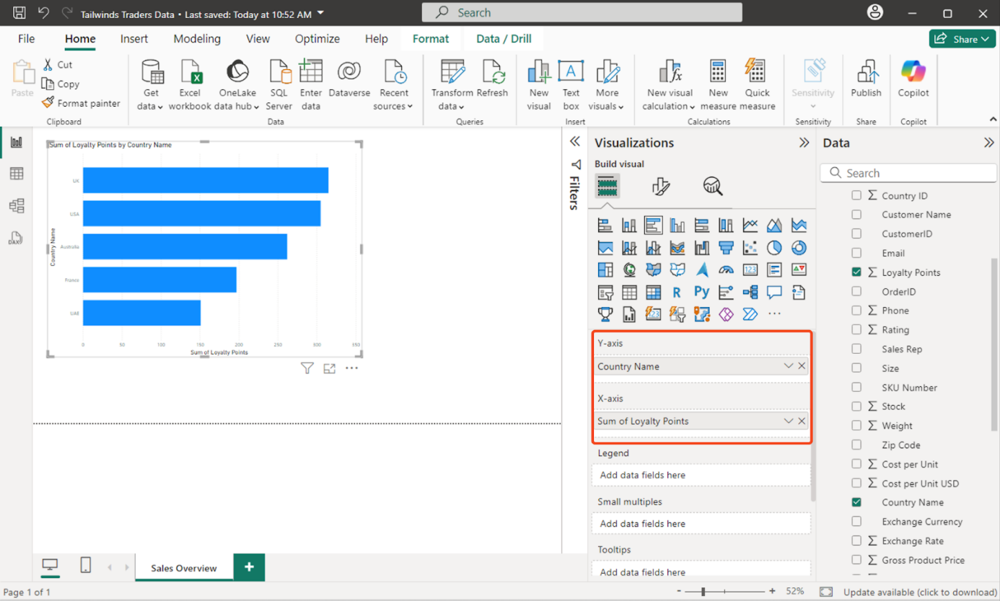 Tailwinds Traders Data • Last saved: Today at 10:52 AM
Search
File Home Insert Modeling View Optimize Help Format Data / Drill
Share
Paste
Cut
Copy
Format painter
Clipboard
Get data
Excel workbook
OneLake data hub
SQL Server
Enter data
Dataverse
Recent sources
Data
Transform data
Refresh
Queries
New visual
Text box
More visuals
Insert
New visual calculation
New measure
Quick measure
Calculations
Sensitivity
Sensitivity
Publish
Share
Copilot
Copilot
DAX
Sum of Loyalty Points by Country Name
Country Name
UK
USA
Australia
France
UAE
0 50 100 150 200 250 300 350
Sum of Loyalty Points
Filters
Visualizations
Build visual
123
R
Py
123
Y-axis
Country Name
X-axis
Sum of Loyalty Points
Legend
Add data fields here
Small multiples
Add data fields here
Tooltips
Add data fields here
Data
Search
Country ID
Customer Name
CustomerID
Email
Loyalty Points
OrderID
Phone
Rating
Sales Rep
Size
SKU Number
Stock
Weight
Zip Code
Cost per Unit
Cost per Unit USD
Country Name
Exchange Currency
Exchange Rate
Gross Product Price
Sales Overview
Page 1 of 1
- + 52%
Update available (click to download)